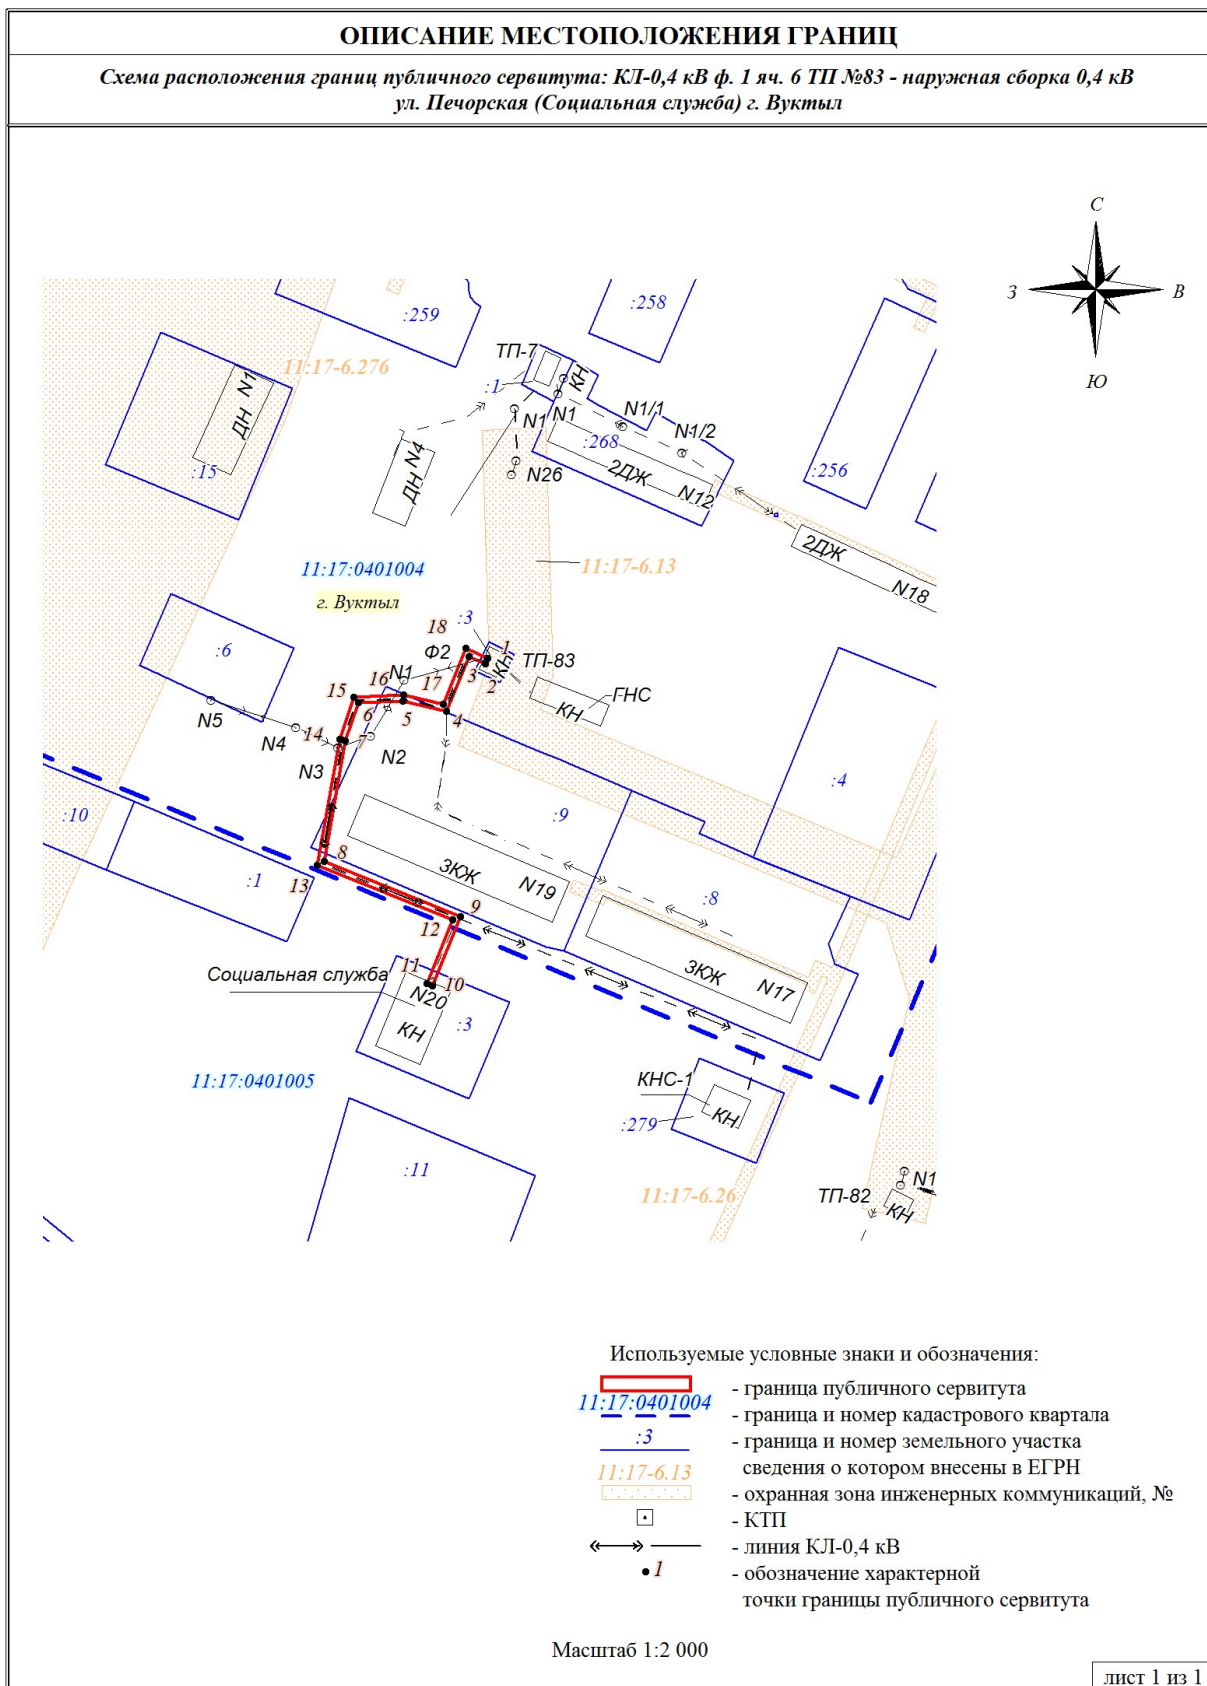 ОПИСАНИЕ МЕСТОПОЛОЖЕНИЯ ГРАНИЦ
Схема расположения границ публичного сервитута: КЛ-0,4 кВ ф. 1 яч. 6 ТП №83 - наружная сборка 0,4 кВ
ул. Печорская (Социальная служба) г. Вуктыл
С
З
В
Ю
:259
:258
ТП-7
11:17-6.276
:1
КН
ДН N1
N1
N1
N1/1
N1/2
:268
ДН N4
:15
N26
2ДЖ
N12
:256
2ДЖ
N18
11:17:0401004
11:17-6.13
г. Вуктыл
18
:3
1
:6
Ф2
3
КН
ТП-83
2
16
N1
17
ГНС
15
6
5
4
КН
N5
N4
14
7
N2
N3
:4
:10
:9
8
3КЖ
N19
:1
13
:8
9
12
3КЖ
N17
Социальная служба
11
10
N20
КН
:3
11:17:0401005
КНС-1
КН
:279
:11
11:17-6.26
ТП-82
N1
КН
Используемые условные знаки и обозначения:
- граница публичного сервитута
11:17:0401004
- граница и номер кадастрового квартала
:3
- граница и номер земельного участка
сведения о котором внесены в ЕГРН
11:17-6.13
- охранная зона инженерных коммуникаций, №
- КТП
- линия КЛ-0,4 кВ
1
- обозначение характерной
точки границы публичного сервитута
Масштаб 1:2 000
лист 1 из 1